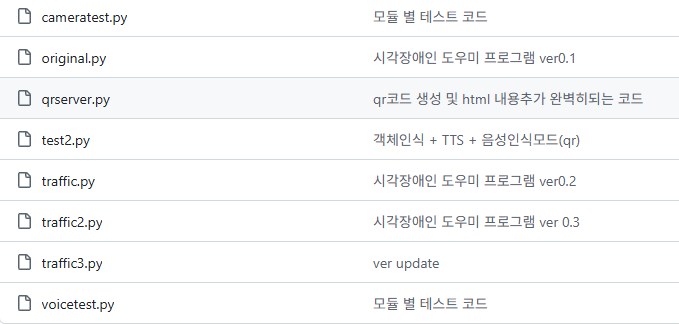 cameratest.py 모듈 별 테스트 코드
original.py 시각장애인 도우미 프로그램 ver0.1
qrserver.py qr코드 생성 및 html 내용추가 완벽히되는 코드
test2.py 객체인식 + TTS + 음성인식모드(qr)
traffic.py 시각장애인 도우미 프로그램 ver0.2
traffic2.py 시각장애인 도우미 프로그램 ver 0.3
traffic3.py ver update
voicetest.py 모듈 별 테스트 코드